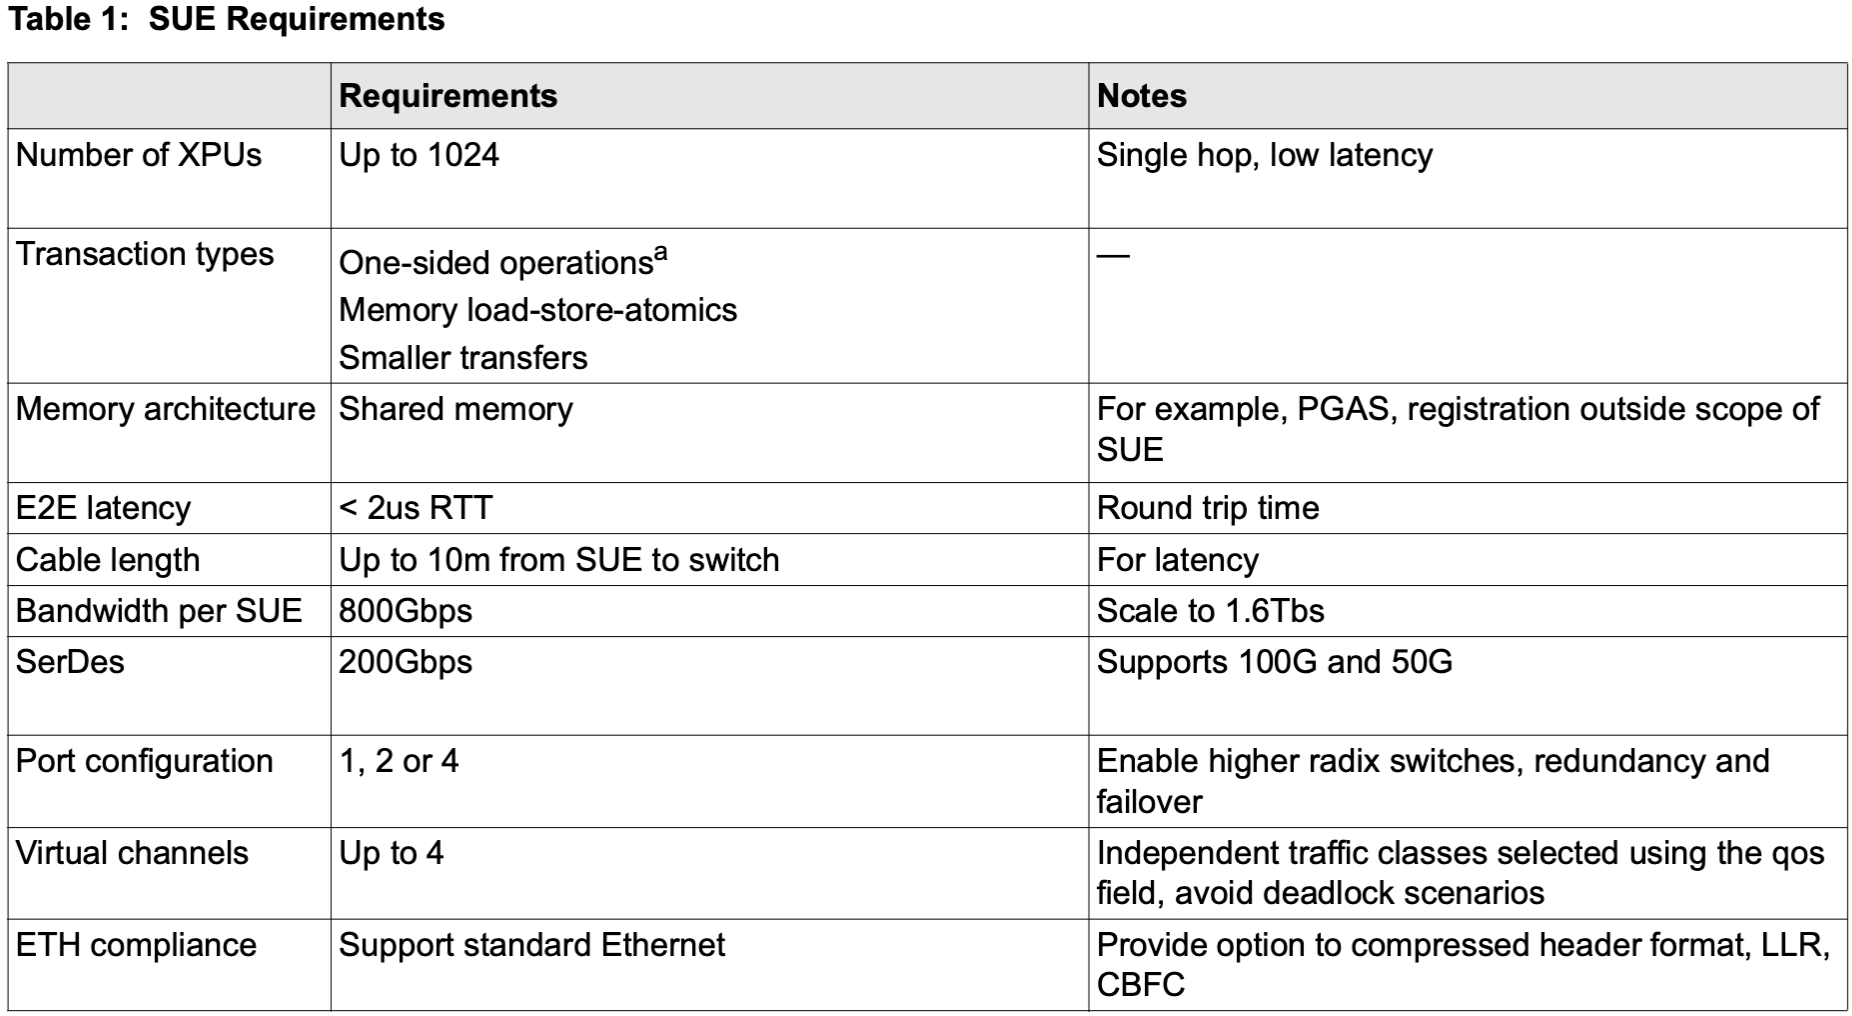 Table 1: SUE Requirements
Requirements
Notes
Number of XPUs
Up to 1024
Single hop, low latency
Transaction types
One-sided operationsa
Memory load-store-atomics
Smaller transfers
—
Memory architecture
Shared memory
For example, PGAS, registration outside scope of
SUE
E2E latency
< 2us RTT
Round trip time
Cable length
Up to 10m from SUE to switch
For latency
Bandwidth per SUE
800Gbps
Scale to 1.6Tbs
SerDes
200Gbps
Supports 100G and 50G
Port configuration
1, 2 or 4
Enable higher radix switches, redundancy and
failover
Virtual channels
Up to 4
Independent traffic classes selected using the qos
field, avoid deadlock scenarios
ETH compliance
Support standard Ethernet
Provide option to compressed header format, LLR,
CBFC